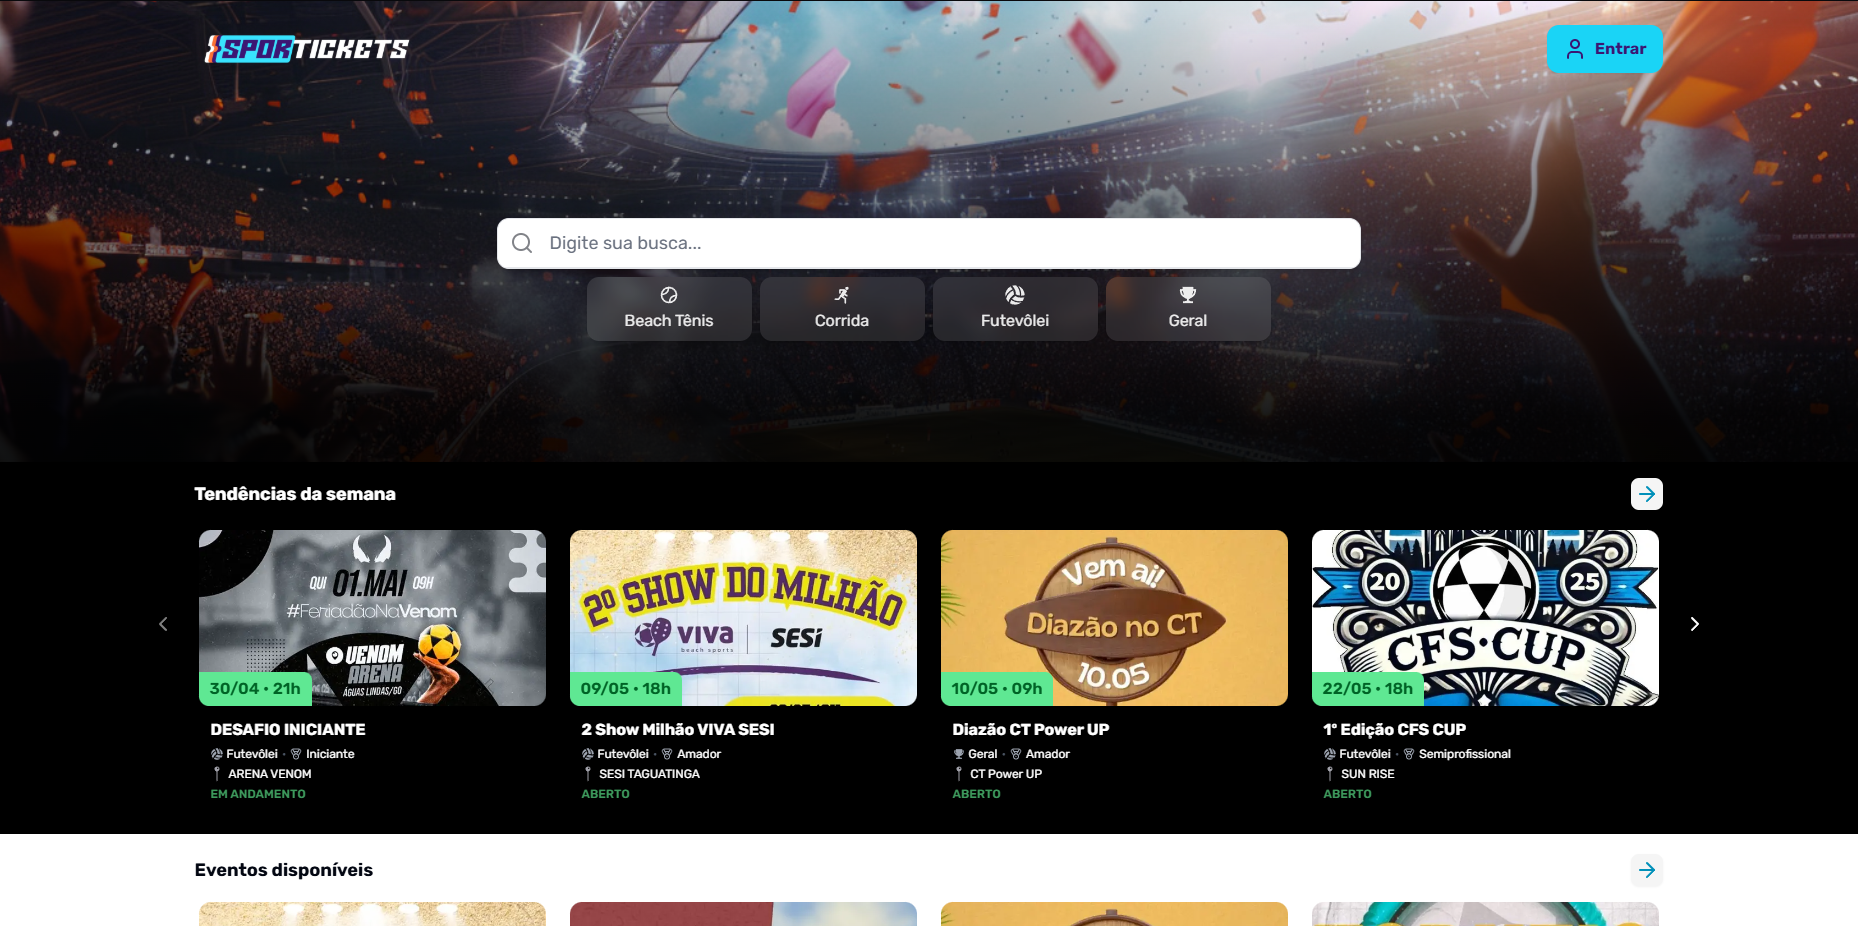 SPORTICKETS
Entrar
Digite sua busca...
Beach Tênis
Corrida
Futevôlei
Geral
Tendências da semana
QUI 01.MAI 09H
#FeriadãoNaVenom
VENOM
ARENA
ÁGUAS LINDAS/GO
30/04 • 21h
DESAFIO INICIANTE
Futevôlei · Iniciante
ARENA VENOM
EM ANDAMENTO
2º SHOW DO MILHÃO
viva
beach sports
SESI
09/05 • 18h
2 Show Milhão VIVA SESI
Futevôlei · Amador
SESI TAGUATINGA
ABERTO
Vem aí!
Diazão no CT
10.05
10/05 • 09h
Diazão CT Power UP
Geral · Amador
CT Power UP
ABERTO
20 25
CFS·CUP
22/05 • 18h
1º Edição CFS CUP
Futevôlei · Semiprofissional
SUN RISE
ABERTO
Eventos disponíveis